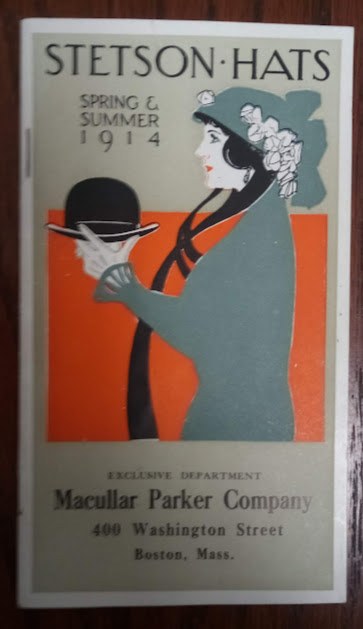 STETSON·HATS
SPRING &
SUMMER
1914
EXCLUSIVE DEPARTMENT
Macullar Parker Company
400 Washington Street
Boston, Mass.